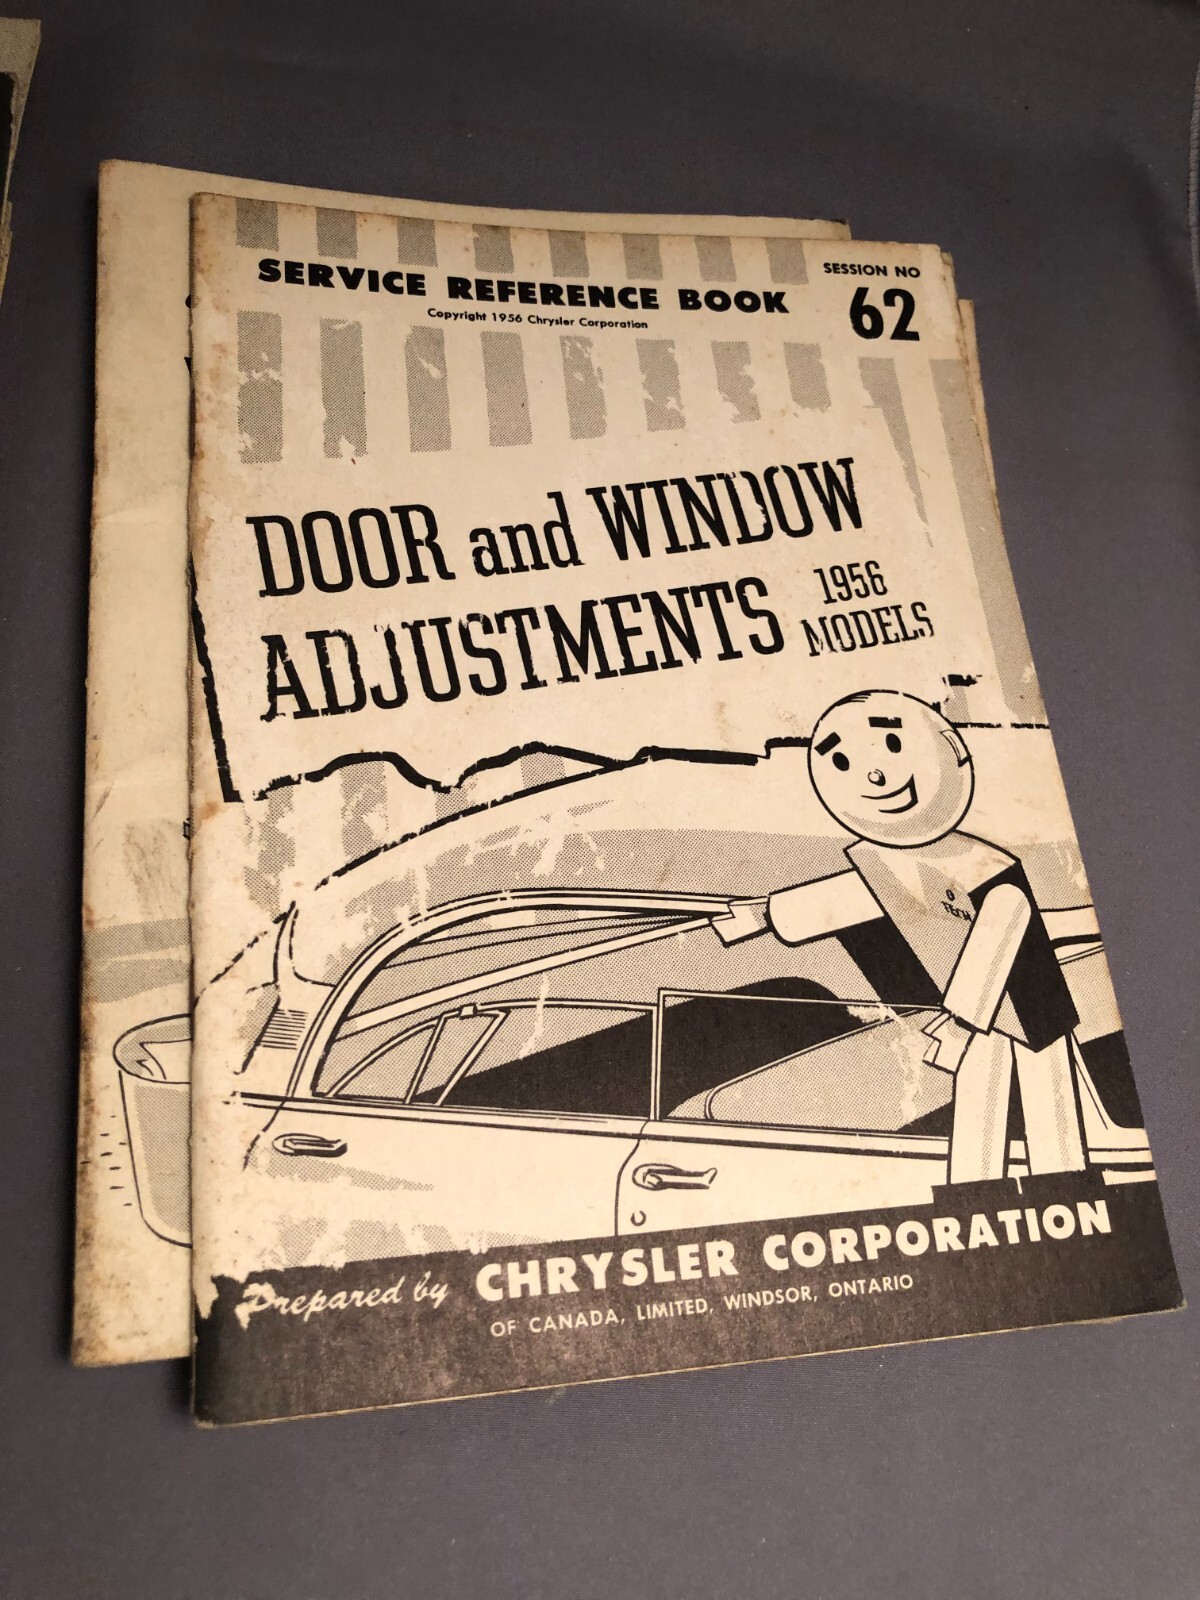 SERVICE REFERENCE BOOK
Copyright 1956 Chrysler Corporation
SESSION NO
62
DOOR and WINDOW
ADJUSTMENTS
1956
MODELS
TECH
Prepared by CHRYSLER CORPORATION
OF CANADA, LIMITED, WINDSOR, ONTARIO